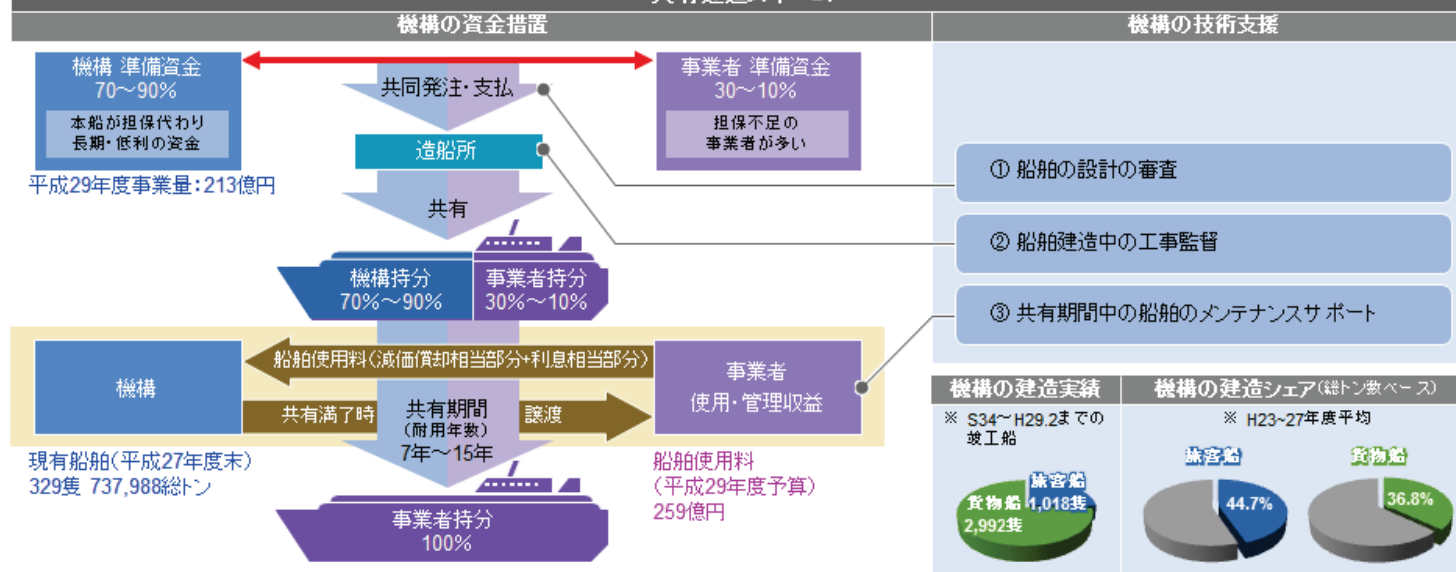 機構の資金措置
機構の技術支援
機構 準備資金
70～90%
本船が担保代わり
長期・低利の資金
平成29年度事業量：213億円
共同発注・支払
事業者 準備資金
30～10%
担保不足の
事業者が多い
造船所
共有
機構持分
70%～90%
事業者持分
30%～10%
① 船舶の設計の審査
② 船舶建造中の工事監督
③ 共有期間中の船舶のメンテナンスサポート
機構
船舶使用料(減価償却相当部分+利息相当部分)
共有満了時
譲渡
共有期間
(耐用年数)
7年～15年
事業者
使用・管理収益
現有船舶(平成27年度末)
329隻 737,988総トン
船舶使用料
(平成29年度予算)
259億円
事業者持分
100%
機構の建造実績
※ S34～H29.2までの
竣工船
旅客船
1,018隻
貨物船
2,992隻
機構の建造シェア(総トン数ベース)
※ H23～27年度平均
旅客船
44.7%
貨物船
36.8%